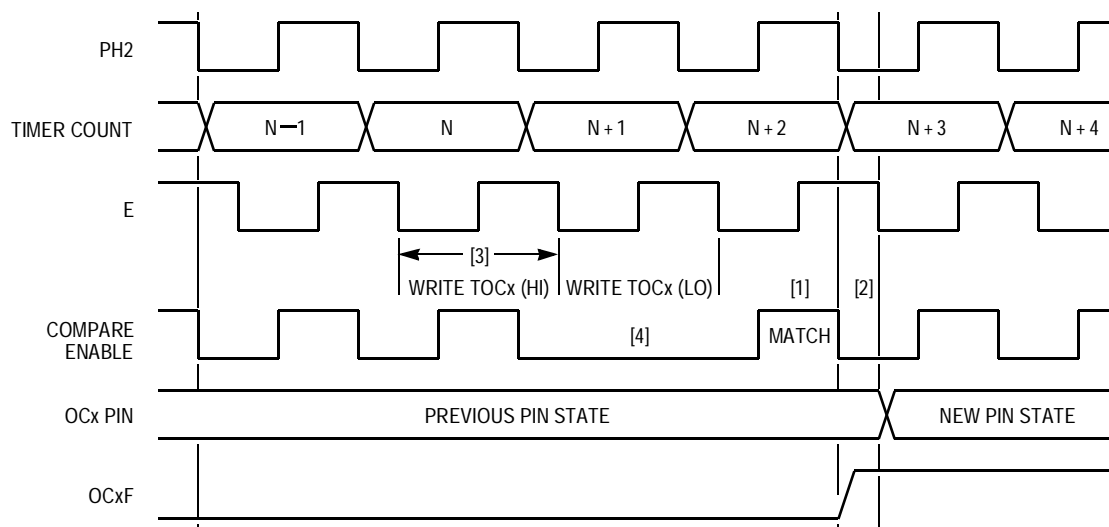 PH2
TIMER COUNT N—1 N N + 1 N + 2 N + 3 N + 4
E
[3]
WRITE TOCx (HI) WRITE TOCx (LO) [1] [2]
COMPARE
ENABLE [4] MATCH
OCx PIN PREVIOUS PIN STATE NEW PIN STATE
OCxF